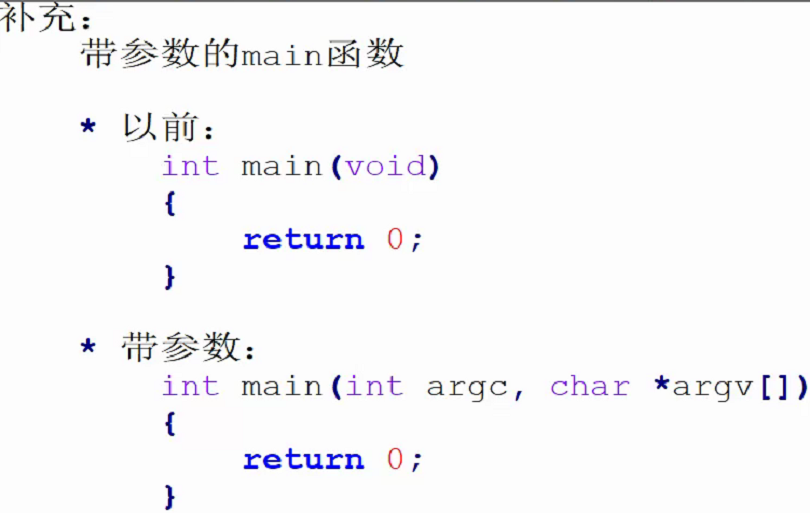 补充：
带参数的main函数
* 以前：
int main(void)
{
return 0;
}
* 带参数：
int main(int argc, char *argv[])
{
return 0;
}